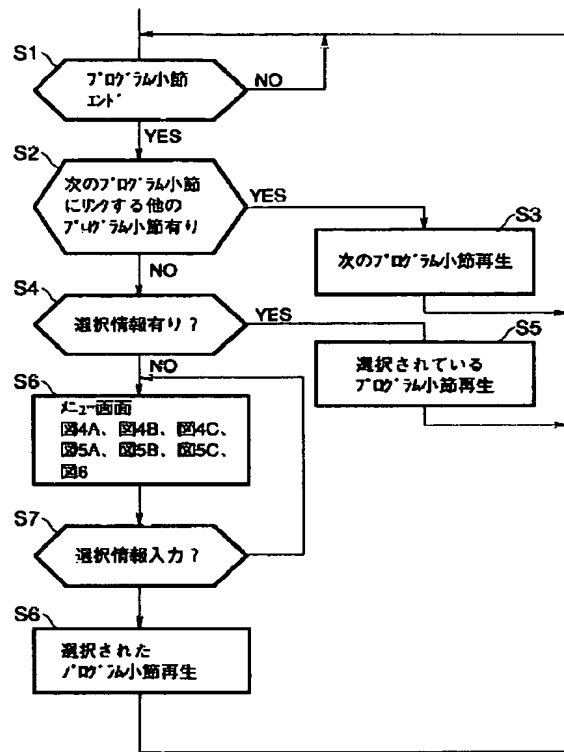 S1
プログラム小節
エンド
NO
YES
S2
次のプログラム小節
にリンクする他の
プログラム小節有り
YES
NO
S3
次のプログラム小節再生
S4
選択情報有り?
YES
NO
S5
選択されている
プログラム小節再生
S6
メニュー画面
図4A、図4B、図4C、
図5A、図5B、図5C、
図6
S7
選択情報入力?
S6
選択された
プログラム小節再生